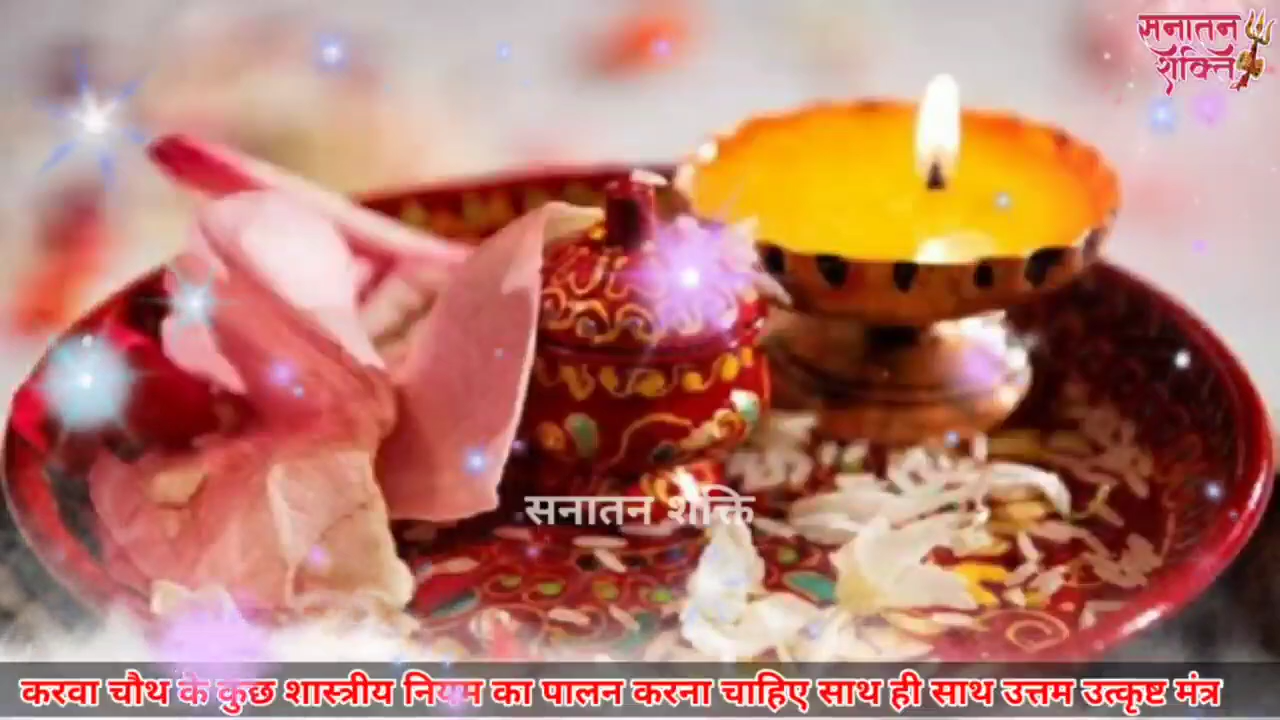 सनातन
शक्ति
सनातन शक्ति
करवा चौथ के कुछ शास्त्रीय नियम का पालन करना चाहिए साथ ही साथ उत्तम उत्कृष्ट मंत्र